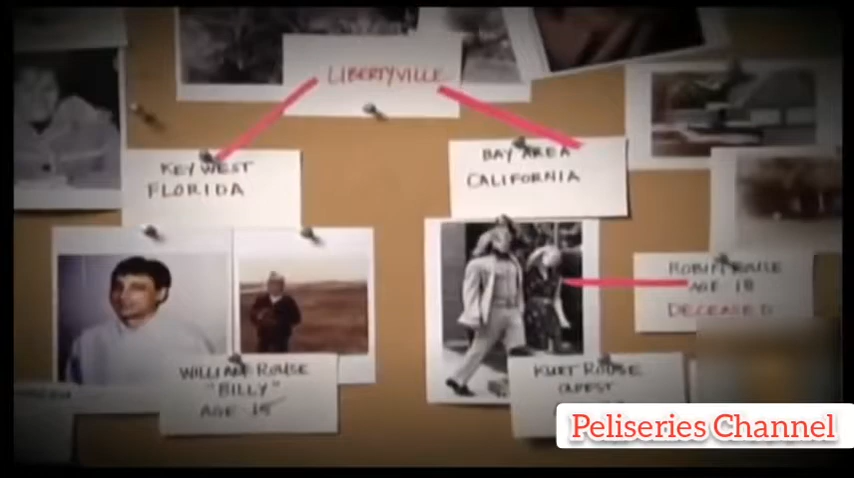 LIBERTYVILLE
KEY WEST
FLORIDA
BAY AREA
CALIFORNIA
ROBIN ROUSE
AGE 18
DECEASED
WILLIAM ROUSE
"BILLY"
AGE 15
KURT ROUSE
OLDEST
Peliseries Channel